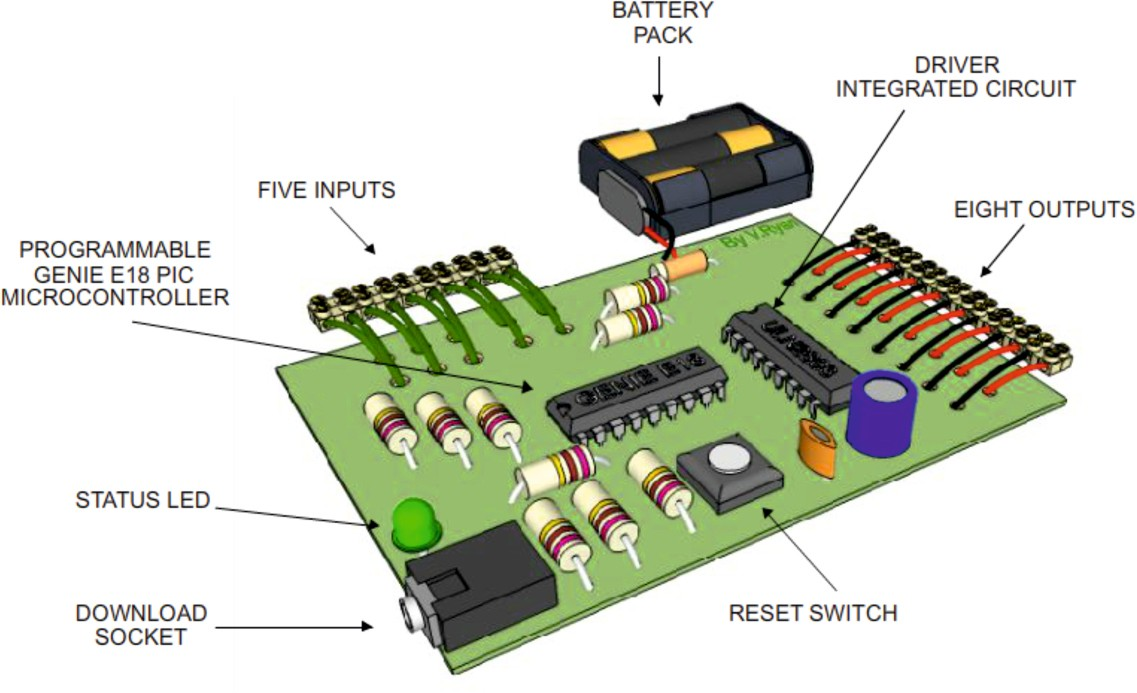 BATTERY
PACK
DRIVER
INTEGRATED CIRCUIT
FIVE INPUTS
EIGHT OUTPUTS
PROGRAMMABLE
GENIE E18 PIC
MICROCONTROLLER
By V.Ryan
GENIE E18
STATUS LED
DOWNLOAD
SOCKET
RESET SWITCH